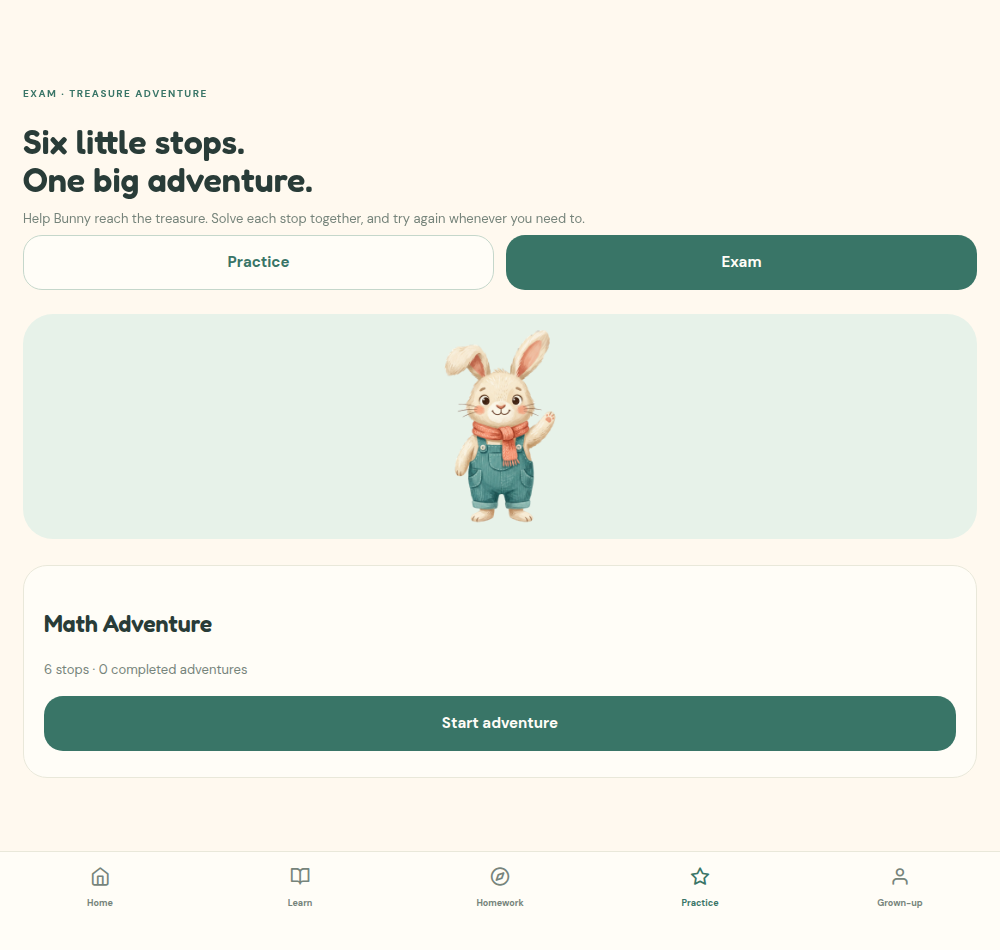 EXAM · TREASURE ADVENTURE
Six little stops.
One big adventure.
Help Bunny reach the treasure. Solve each stop together, and try again whenever you need to.
Practice
Exam
Math Adventure
6 stops · 0 completed adventures
Start adventure
Home
Learn
Homework
Practice
Grown-up